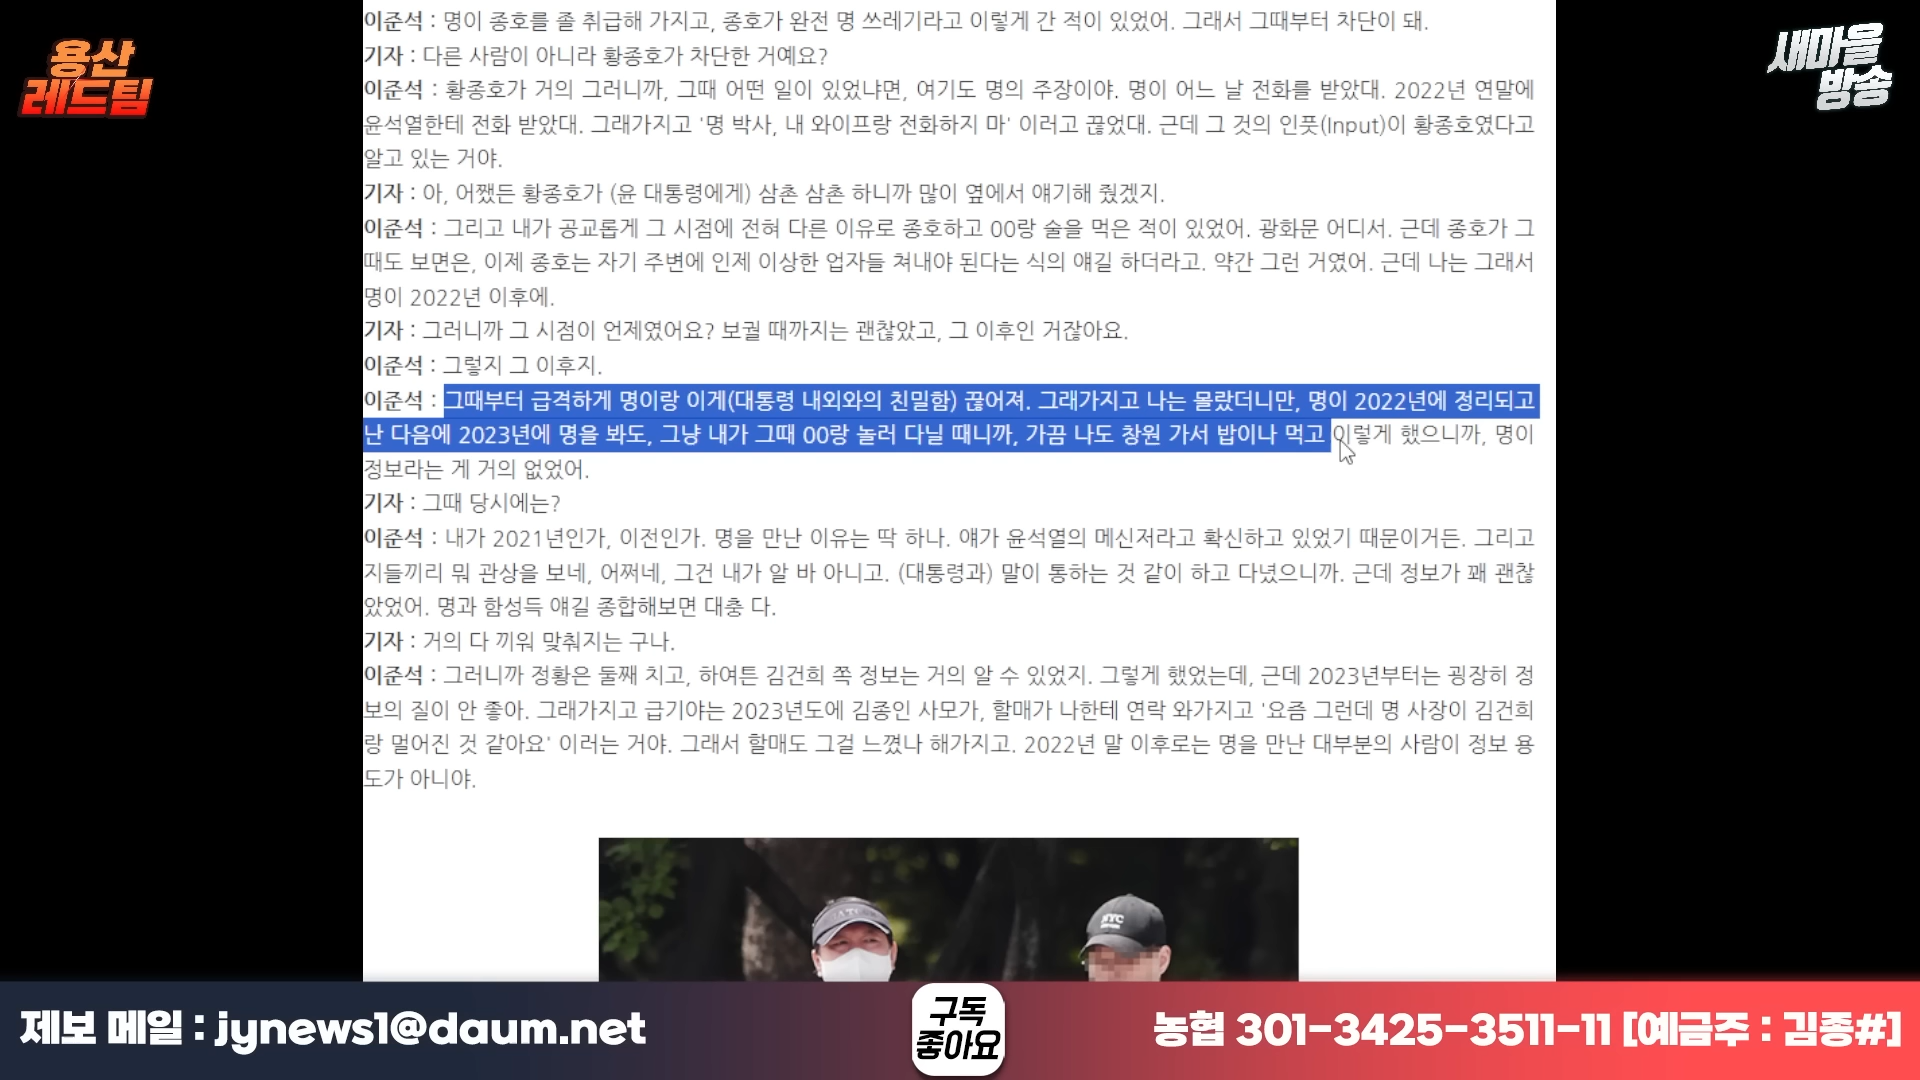 용산
레드팀
새마을
방송
이준석 : 명이 종호를 졸 취급해 가지고, 종호가 완전 명 쓰레기라고 이렇게 간 적이 있었어. 그래서 그때부터 차단이 돼.
기자 : 다른 사람이 아니라 황종호가 차단한 거예요?
이준석 : 황종호가 거의 그러니까, 그때 어떤 일이 있었냐면, 여기도 명의 주장이야. 명이 어느 날 전화를 받았대. 2022년 연말에
윤석열한테 전화 받았대. 그래가지고 '명 박사, 내 와이프랑 전화하지 마' 이러고 끊었대. 근데 그 것의 인풋(Input)이 황종호였다고
알고 있는 거야.
기자 : 아, 어쨌든 황종호가 (윤 대통령에게) 삼촌 삼촌 하니까 많이 옆에서 얘기해 줬겠지.
이준석 : 그리고 내가 공교롭게 그 시점에 전혀 다른 이유로 종호하고 00랑 술을 먹은 적이 있었어. 광화문 어디서. 근데 종호가 그
때도 보면은, 이제 종호는 자기 주변에 인제 이상한 업자들 쳐내야 된다는 식의 얘길 하더라고. 약간 그런 거였어. 근데 나는 그래서
명이 2022년 이후에.
기자 : 그러니까 그 시점이 언제였어요? 보궐 때까지는 괜찮았고, 그 이후인 거잖아요.
이준석 : 그렇지 그 이후지.
이준석 : 그때부터 급격하게 명이랑 이게(대통령 내외와의 친밀함) 끊어져. 그래가지고 나는 몰랐더니만, 명이 2022년에 정리되고
난 다음에 2023년에 명을 봐도, 그냥 내가 그때 00랑 놀러 다닐 때니까, 가끔 나도 창원 가서 밥이나 먹고 이렇게 했으니까, 명이
정보라는 게 거의 없었어.
기자 : 그때 당시에는?
이준석 : 내가 2021년인가, 이전인가. 명을 만난 이유는 딱 하나. 얘가 윤석열의 메신저라고 확신하고 있었기 때문이거든. 그리고
지들끼리 뭐 관상을 보네, 어쩌네, 그건 내가 알 바 아니고. (대통령과) 말이 통하는 것 같이 하고 다녔으니까. 근데 정보가 꽤 괜찮
았었어. 명과 함성득 얘길 종합해보면 대충 다.
기자 : 거의 다 끼워 맞춰지는 구나.
이준석 : 그러니까 정황은 둘째 치고, 하여튼 김건희 쪽 정보는 거의 알 수 있었지. 그렇게 했었는데, 근데 2023년부터는 굉장히 정
보의 질이 안 좋아. 그래가지고 급기야는 2023년도에 김종인 사모가, 할매가 나한테 연락 와가지고 '요즘 그런데 명 사장이 김건희
랑 멀어진 것 같아요' 이러는 거야. 그래서 할매도 그걸 느꼈나 해가지고. 2022년 말 이후로는 명을 만난 대부분의 사람이 정보 용
도가 아니야.
NYC
제보 메일 : jynews1@daum.net
구독
좋아요
농협 301-3425-3511-11 [예금주 : 김종#]